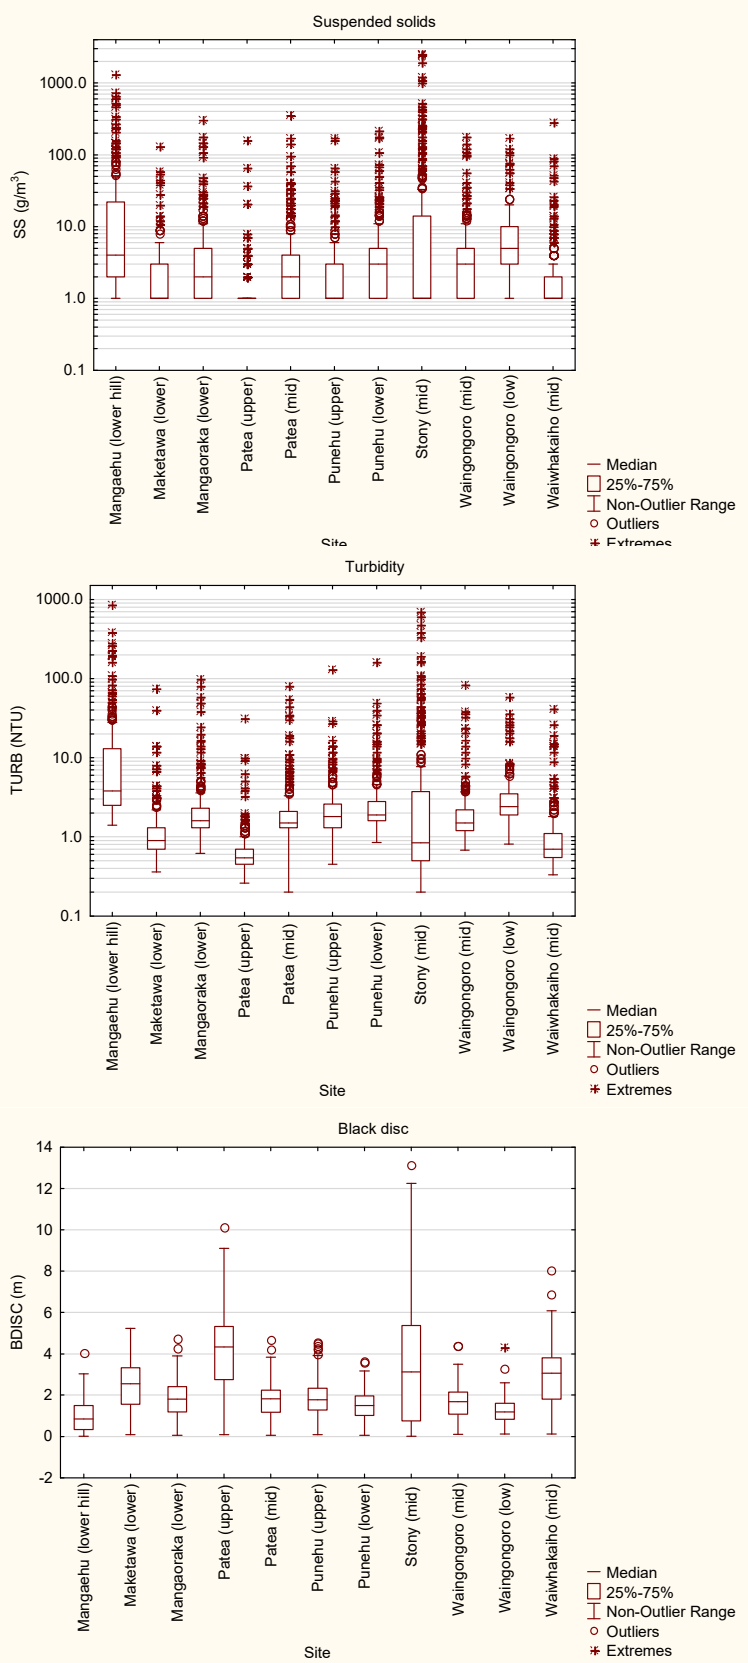 Suspended solids
SS (g/m³)
1000.0
100.0
10.0
1.0
0.1
Mangaehu (lower hill)
Maketawa (lower)
Mangaoraka (lower)
Patea (upper)
Patea (mid)
Punehu (upper)
Punehu (lower)
Stony (mid)
Waingongoro (mid)
Waingongoro (low)
Waiwhakaiho (mid)
Site
Median
25%-75%
Non-Outlier Range
Outliers
Extremes
Turbidity
TURB (NTU)
1000.0
100.0
10.0
1.0
0.1
Mangaehu (lower hill)
Maketawa (lower)
Mangaoraka (lower)
Patea (upper)
Patea (mid)
Punehu (upper)
Punehu (lower)
Stony (mid)
Waingongoro (mid)
Waingongoro (low)
Waiwhakaiho (mid)
Site
Median
25%-75%
Non-Outlier Range
Outliers
Extremes
Black disc
BDISC (m)
14
12
10
8
6
4
2
0
-2
Mangaehu (lower hill)
Maketawa (lower)
Mangaoraka (lower)
Patea (upper)
Patea (mid)
Punehu (upper)
Punehu (lower)
Stony (mid)
Waingongoro (mid)
Waingongoro (low)
Waiwhakaiho (mid)
Site
Median
25%-75%
Non-Outlier Range
Outliers
Extremes